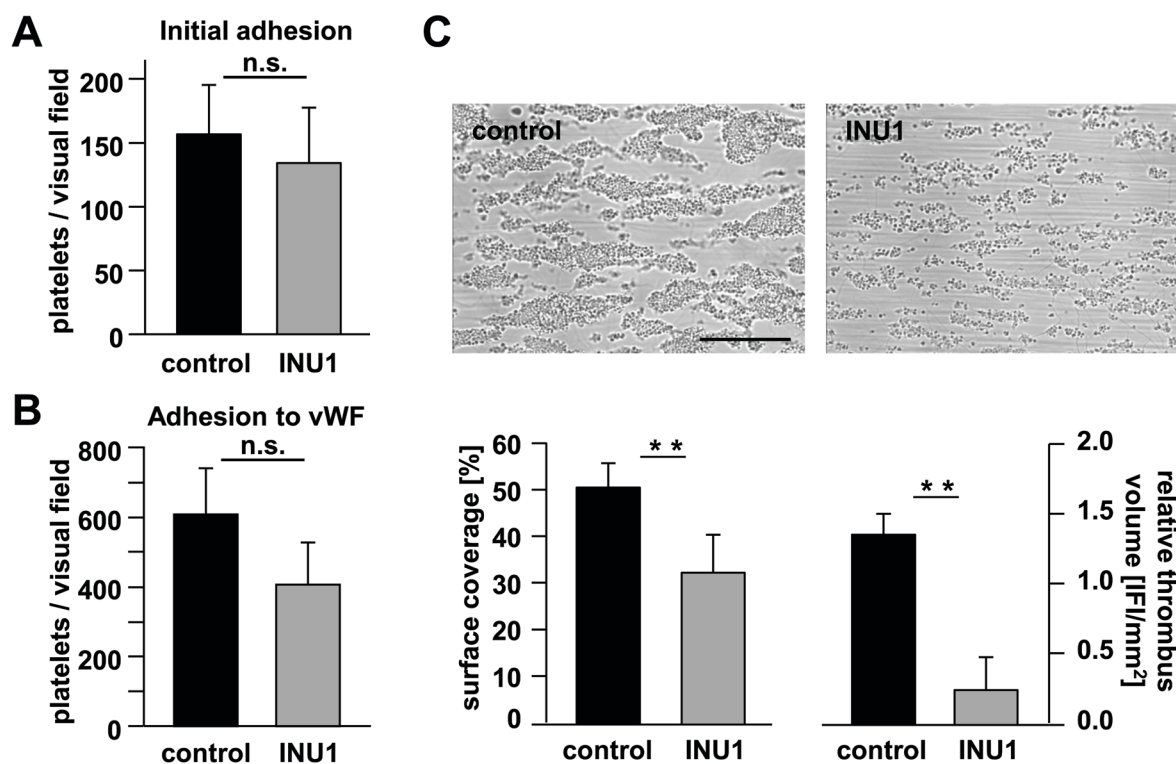 A
Initial adhesion
n.s.
200
150
100
50
0
platelets / visual field
control INU1
B
Adhesion to vWF
n.s.
800
600
400
200
0
platelets / visual field
control INU1
C
control
INU1
60
50
40
30
20
10
0
surface coverage [%]
* *
control INU1
* *
control INU1
2.0
1.5
1.0
0.5
0.0
relative thrombus
volume [IFI/mm²]